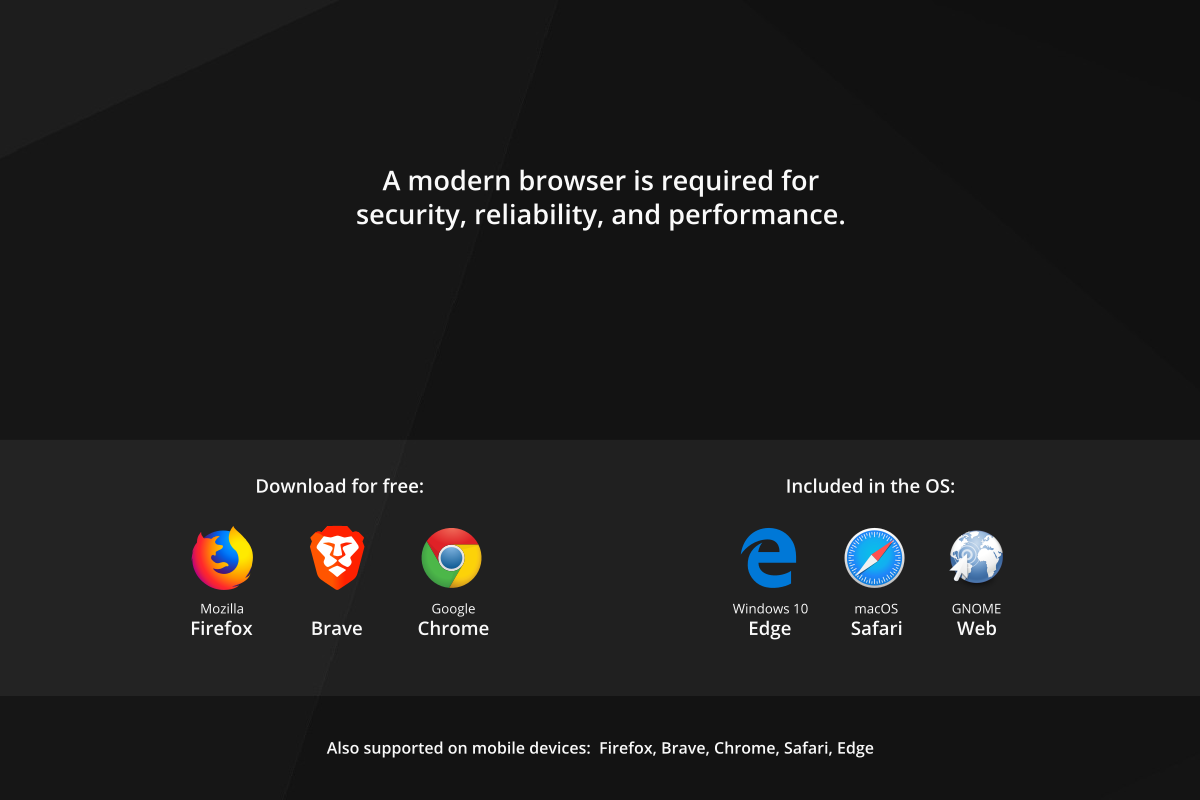 A modern browser is required for
security, reliability, and performance.
Download for free:
Mozilla
Firefox
Brave
Google
Chrome
Included in the OS:
Windows 10
Edge
macOS
Safari
GNOME
Web
Also supported on mobile devices:  Firefox, Brave, Chrome, Safari, Edge